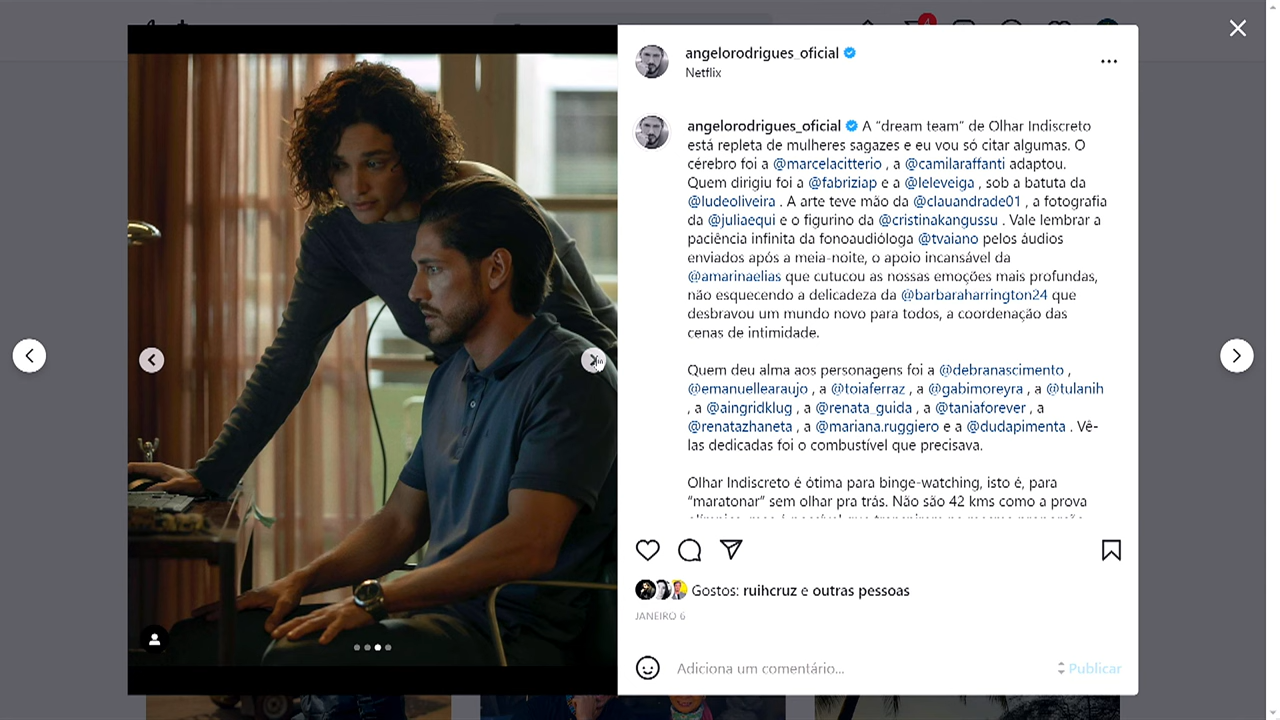 4
angelorodrigues_oficial
Netflix
angelorodrigues_oficial A “dream team” de Olhar Indiscreto
está repleta de mulheres sagazes e eu vou só citar algumas. O
cérebro foi a @marcelacitterio , a @camilaraffanti adaptou.
Quem dirigiu foi a @fabriziap e a @leleveiga , sob a batuta da
@ludeoliveira . A arte teve mão da @clauandrade01 , a fotografia
da @juliaequi e o figurino da @cristinakangussu . Vale lembrar a
paciência infinita da fonoaudióloga @tvaiano pelos áudios
enviados após a meia-noite, o apoio incansável da
@amarinaelias que cutucou as nossas emoções mais profundas,
não esquecendo a delicadeza da @barbaraharrington24 que
desbravou um mundo novo para todos, a coordenação das
cenas de intimidade.
Quem deu alma aos personagens foi a @debranascimento ,
@emanuellearaujo , a @toiaferraz , a @gabimoreyra , a @tulanih
, a @aingridklug , a @renata_guida , a @taniaforever , a
@renatazhaneta , a @mariana.ruggiero e a @dudapimenta . Vê-
las dedicadas foi o combustível que precisava.
Olhar Indiscreto é ótima para binge-watching, isto é, para
“maratonar” sem olhar pra trás. Não são 42 kms como a prova
Gostos: ruihcruz e outras pessoas
JANEIRO 6
Adiciona um comentário...
Publicar